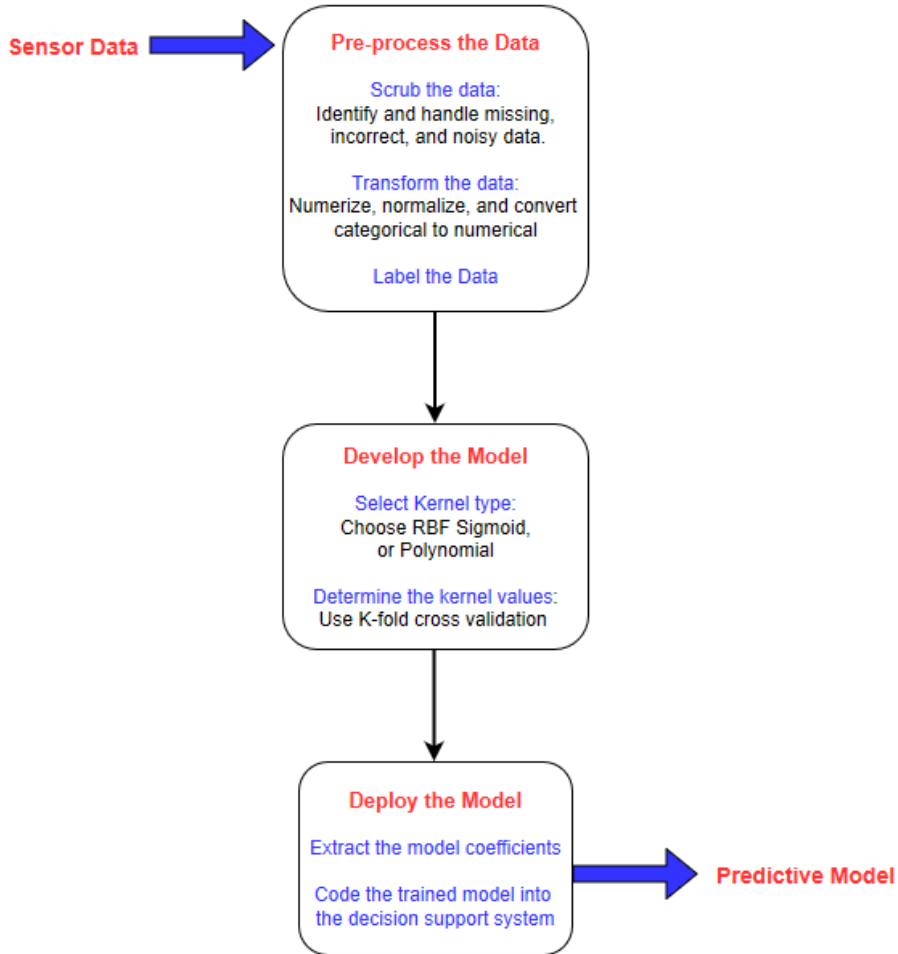 Sensor Data
Pre-process the Data
Scrub the data:
Identify and handle missing,
incorrect, and noisy data.
Transform the data:
Numerize, normalize, and convert
categorical to numerical
Label the Data
Develop the Model
Select Kernel type:
Choose RBF Sigmoid,
or Polynomial
Determine the kernel values:
Use K-fold cross validation
Deploy the Model
Extract the model coefficients
Code the trained model into
the decision support system
Predictive Model